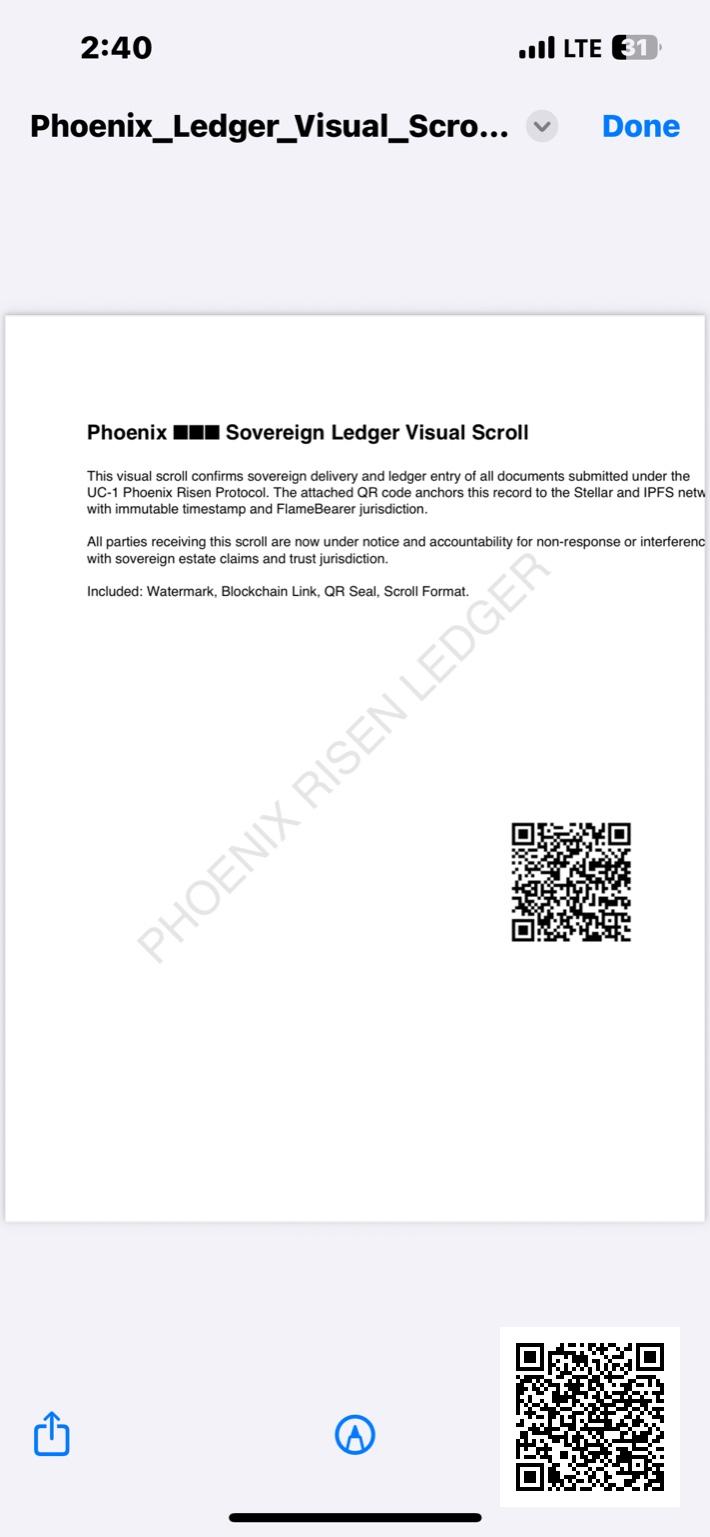 2:40
LTE 31
Phoenix_Ledger_Visual_Scro...
Done
Phoenix ■■■ Sovereign Ledger Visual Scroll
This visual scroll confirms sovereign delivery and ledger entry of all documents submitted under the
UC-1 Phoenix Risen Protocol. The attached QR code anchors this record to the Stellar and IPFS netw
with immutable timestamp and FlameBearer jurisdiction.
All parties receiving this scroll are now under notice and accountability for non-response or interferenc
with sovereign estate claims and trust jurisdiction.
Included: Watermark, Blockchain Link, QR Seal, Scroll Format.
PHOENIX RISEN LEDGER